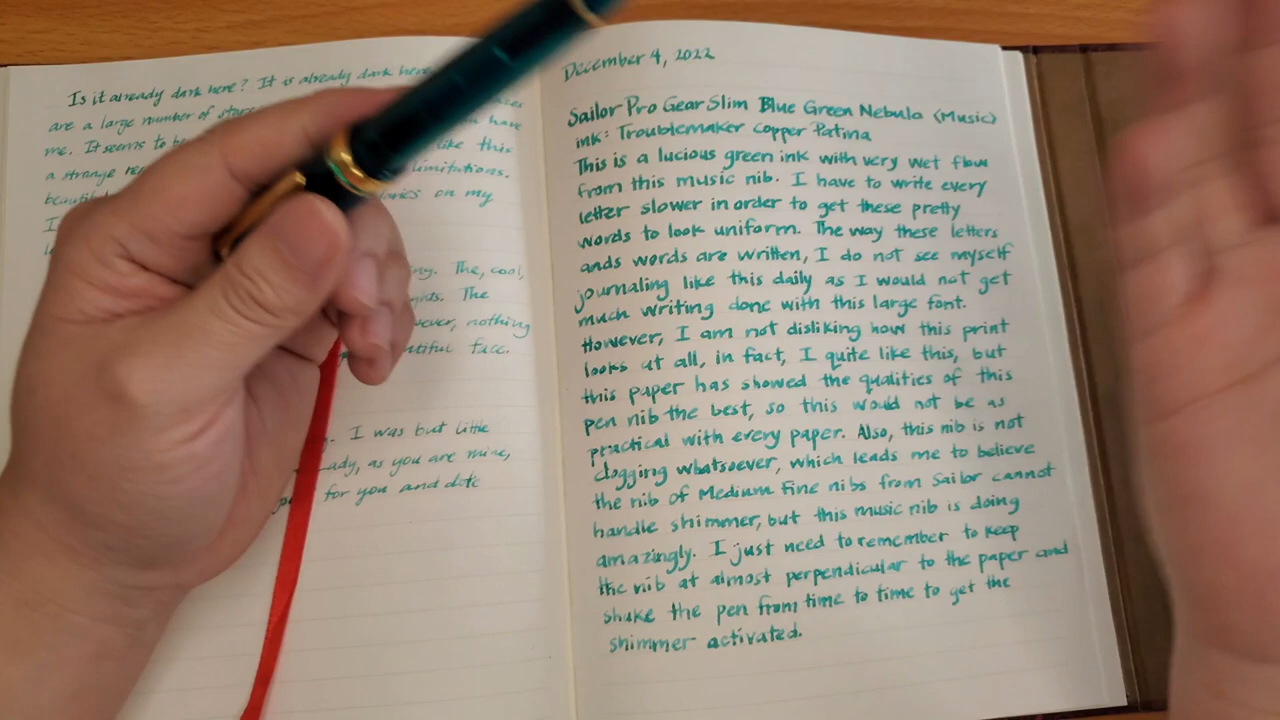 Is it already dark here? It is already dark here
are a large number of stars have
me. It seems to like this
a strange limitations.
on my
I
ing. The, cool,
The
nothing
face.
I was but little
as you are mine,
for you and dote
December 4, 2022
Sailor Pro Gear Slim Blue Green Nebula (Music)
ink: Troublemaker Copper Patina
This is a lucious green ink with very wet flow
from this music nib. I have to write every
letter slower in order to get these pretty
words to look uniform. The way these letters
ands words are written, I do not see myself
journaling like this daily as I would not get
much writing done with this large font.
However, I am not disliking how this print
looks at all, in fact, I quite like this, but
this paper has showed the qualities of this
pen nib the best, so this would not be as
practical with every paper. Also, this nib is not
clogging whatsoever, which leads me to believe
the nib of Medium Fine nibs from Sailor cannot
handle shimmer, but this music nib is doing
amazingly. I just need to remember to keep
the nib at almost perpendicular to the paper and
shake the pen from time to time to get the
shimmer activated.